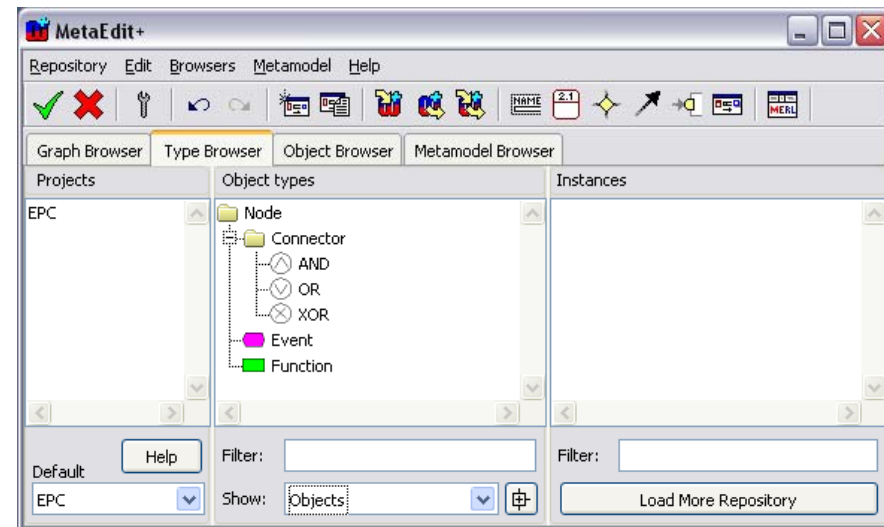 MetaEdit+
Repository Edit Browsers Metamodel Help
NAME 2.1 MERL
Graph Browser Type Browser Object Browser Metamodel Browser
Projects Object types Instances
EPC Node
Connector
AND
OR
XOR
Event
Function
Help Filter: Filter:
Default
EPC Show: Objects Load More Repository